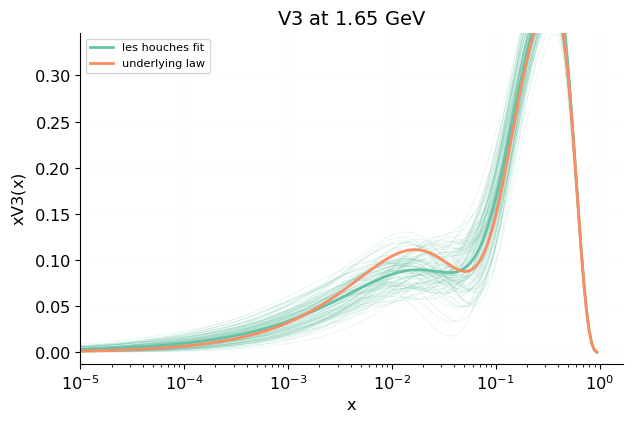 V3 at 1.65 GeV
les houches fit
underlying law
xV3(x)
0.30
0.25
0.20
0.15
0.10
0.05
0.00
10⁻⁵
10⁻⁴
10⁻³
10⁻²
10⁻¹
10⁰
x